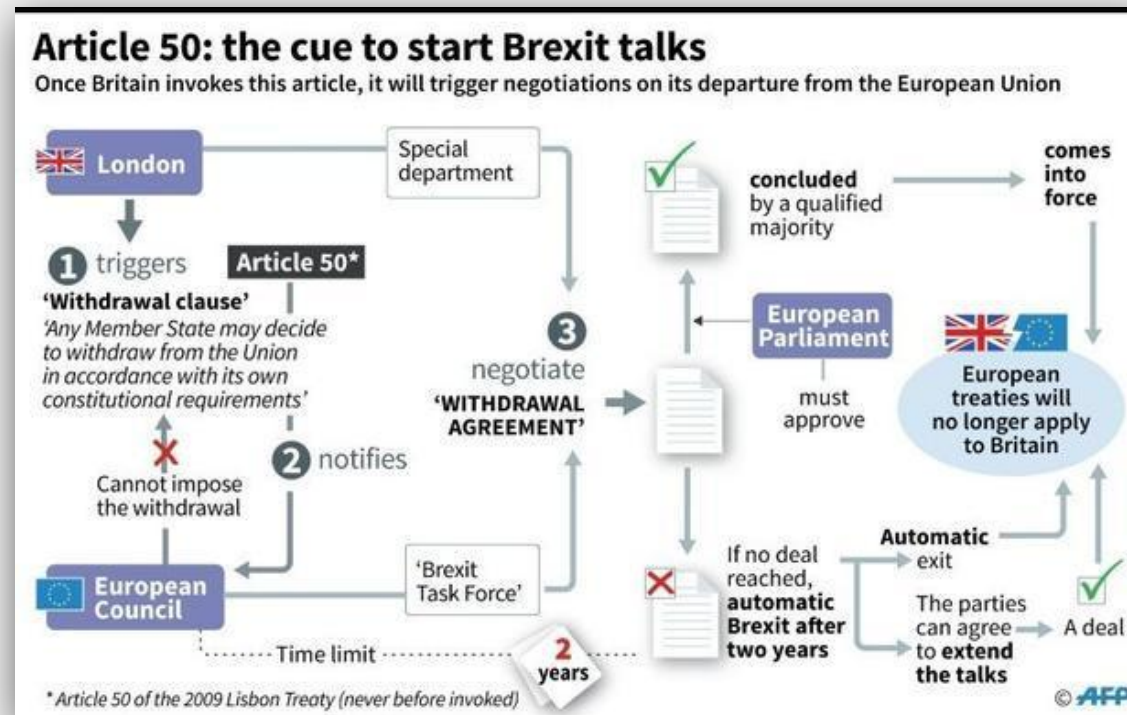 Article 50: the cue to start Brexit talks
Once Britain invokes this article, it will trigger negotiations on its departure from the European Union
London
Special
department
1 triggers
Article 50*
‘Withdrawal clause’
‘Any Member State may decide
to withdraw from the Union
in accordance with its own
constitutional requirements’
2 notifies
Cannot impose
the withdrawal
European
Council
‘Brexit
Task Force’
3
negotiate
‘WITHDRAWAL
AGREEMENT’
concluded
by a qualified
majority
comes
into
force
European
Parliament
must
approve
European
treaties will
no longer apply
to Britain
If no deal
reached,
automatic
Brexit after
two years
Automatic
exit
The parties
can agree
to extend
the talks
A deal
Time limit
2
years
* Article 50 of the 2009 Lisbon Treaty (never before invoked)
© AFP